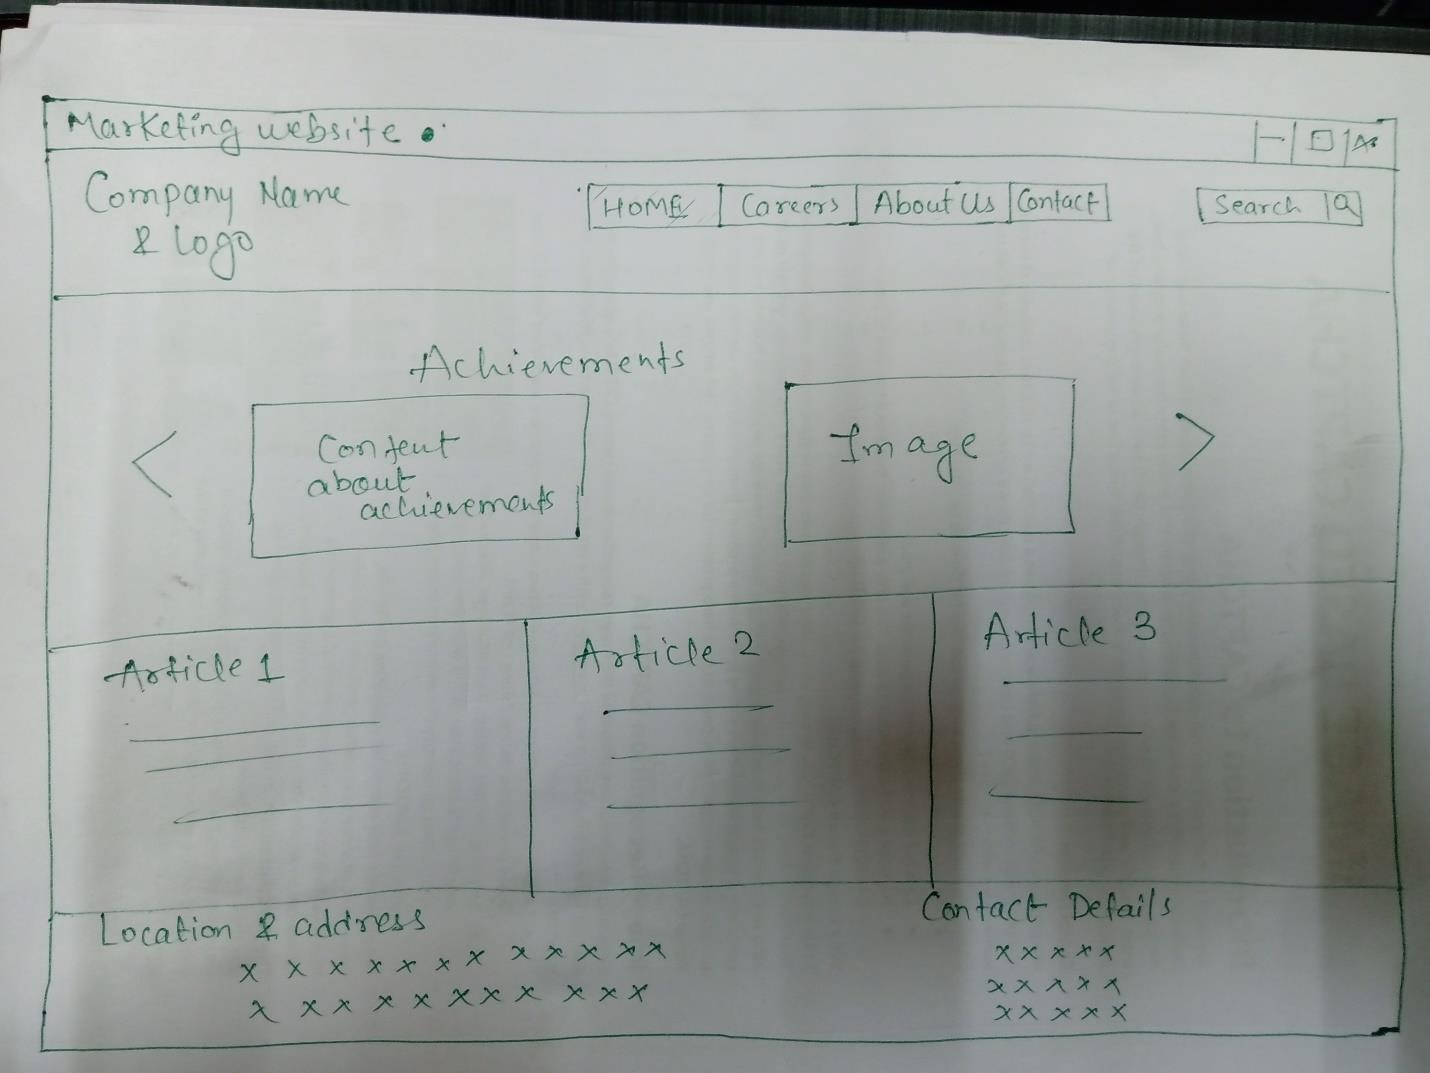 Marketing website
Company Name
& logo
HOME Careers About Us Contact
Search
Achievements
Content
about
achievements
Image
Article 1
Article 2
Article 3
Location & address
x x x x x x x x x x x x
x x x x x x x x x x x
Contact Details
x x x x x
x x x x x
x x x x x